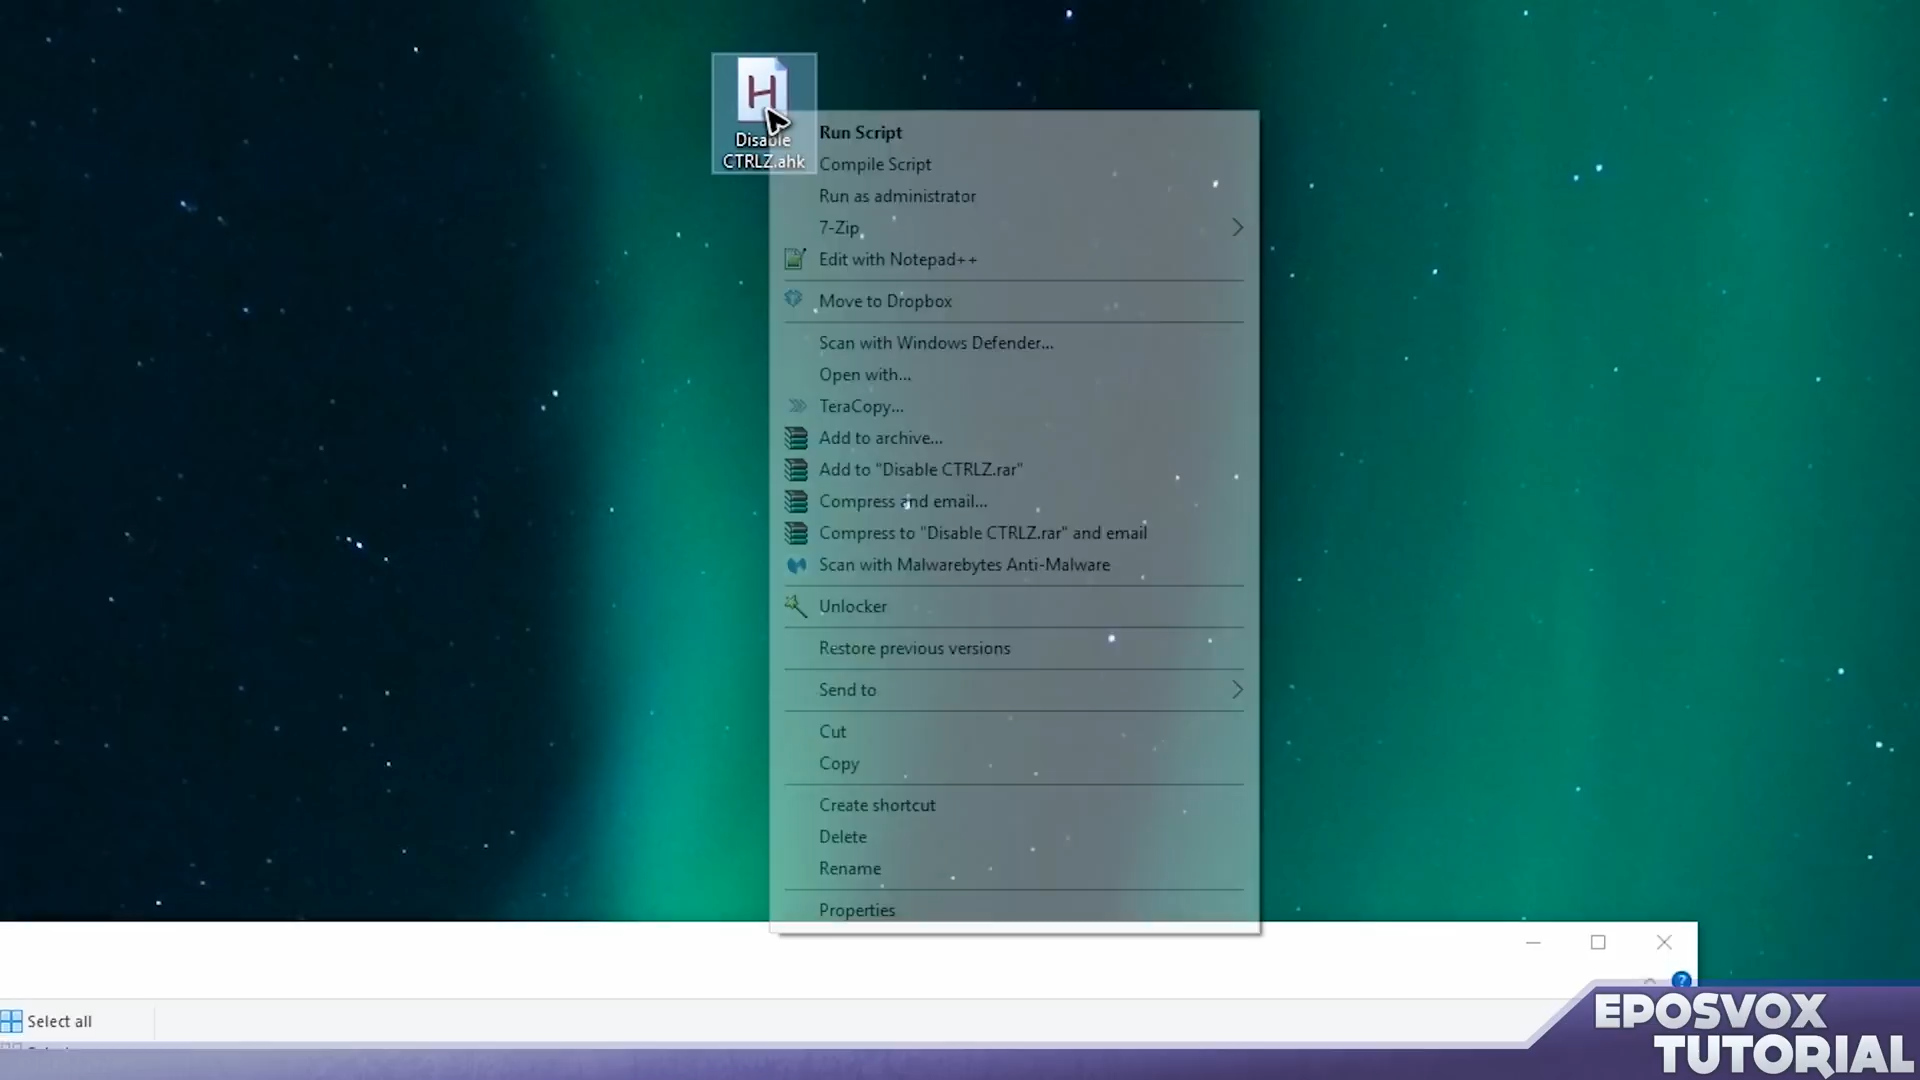 H
Disable
CTRLZ.ahk
Run Script
Compile Script
Run as administrator
7-Zip
Edit with Notepad++
Move to Dropbox
Scan with Windows Defender...
Open with...
TeraCopy...
Add to archive...
Add to "Disable CTRLZ.rar"
Compress and email...
Compress to "Disable CTRLZ.rar" and email
Scan with Malwarebytes Anti-Malware
Unlocker
Restore previous versions
Send to
Cut
Copy
Create shortcut
Delete
Rename
Properties
?
Select all
EPOSVOX
TUTORIAL